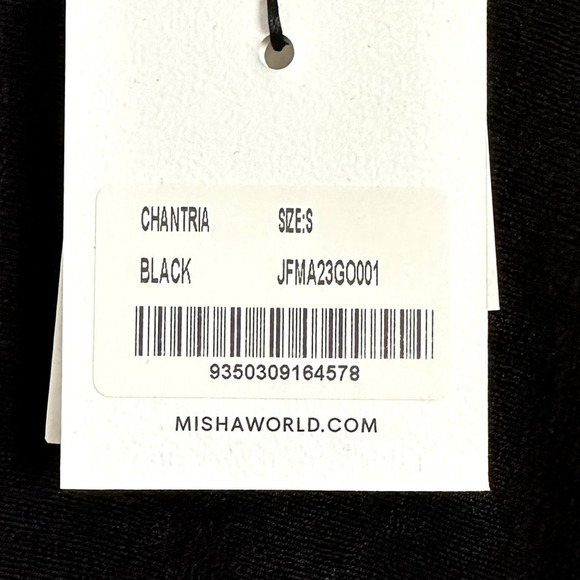 CHANTRIA SIZE:S
BLACK JFMA23GO001
9350309164578
MISHAWORLD.COM